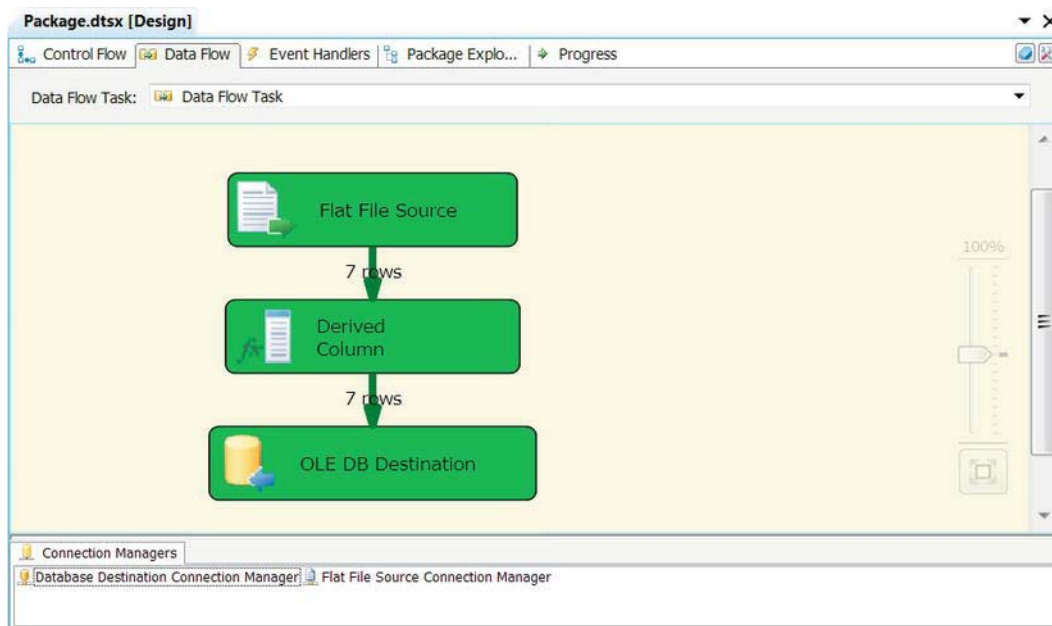 Package.dtsx [Design]
Control Flow Data Flow Event Handlers Package Explo... Progress
Data Flow Task: Data Flow Task
Flat File Source
100%
7 rows
Derived
Column
7 rows
OLE DB Destination
Connection Managers
Database Destination Connection Manager Flat File Source Connection Manager